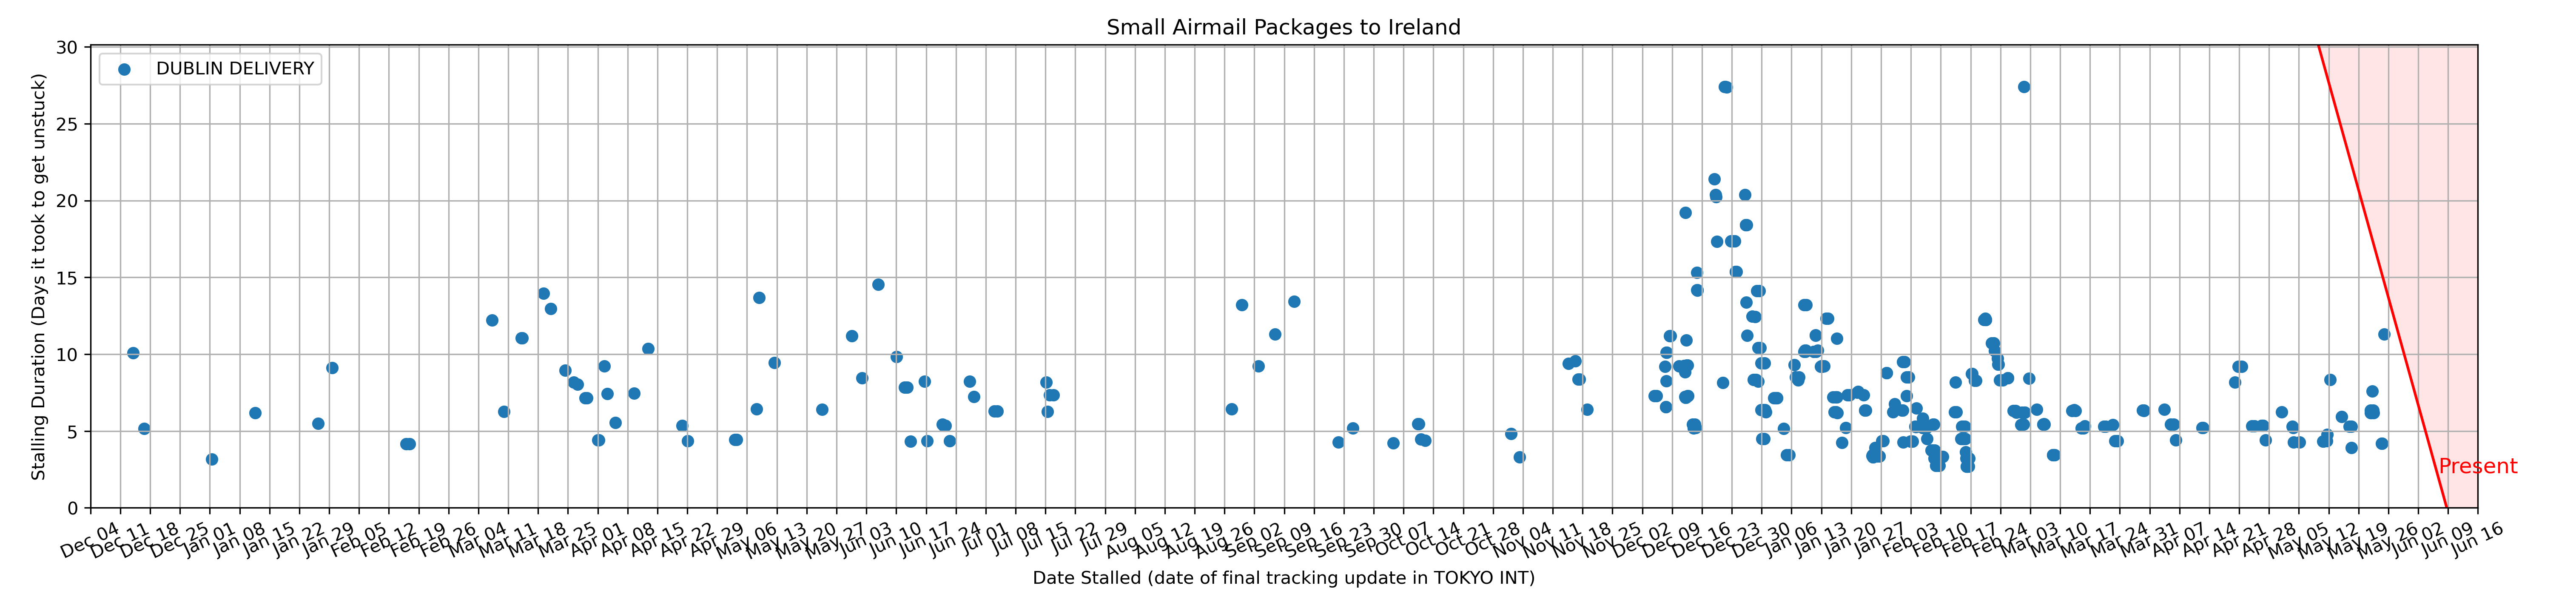 Small Airmail Packages to Ireland
DUBLIN DELIVERY
Stalling Duration (Days it took to get unstuck)
30
25
20
15
10
5
0
Present
Dec 04
Dec 11
Dec 18
Dec 25
Jan 01
Jan 08
Jan 15
Jan 22
Jan 29
Feb 05
Feb 12
Feb 19
Feb 26
Mar 04
Mar 11
Mar 18
Mar 25
Apr 01
Apr 08
Apr 15
Apr 22
Apr 29
May 06
May 13
May 20
May 27
Jun 03
Jun 10
Jun 17
Jun 24
Jul 01
Jul 08
Jul 15
Jul 22
Jul 29
Aug 05
Aug 12
Aug 19
Aug 26
Sep 02
Sep 09
Sep 16
Sep 23
Sep 30
Oct 07
Oct 14
Oct 21
Oct 28
Nov 04
Nov 11
Nov 18
Nov 25
Dec 02
Dec 09
Dec 16
Dec 23
Dec 30
Jan 06
Jan 13
Jan 20
Jan 27
Feb 03
Feb 10
Feb 17
Feb 24
Mar 03
Mar 10
Mar 17
Mar 24
Mar 31
Apr 07
Apr 14
Apr 21
Apr 28
May 05
May 12
May 19
May 26
Jun 02
Jun 09
Jun 16
Date Stalled (date of final tracking update in TOKYO INT)